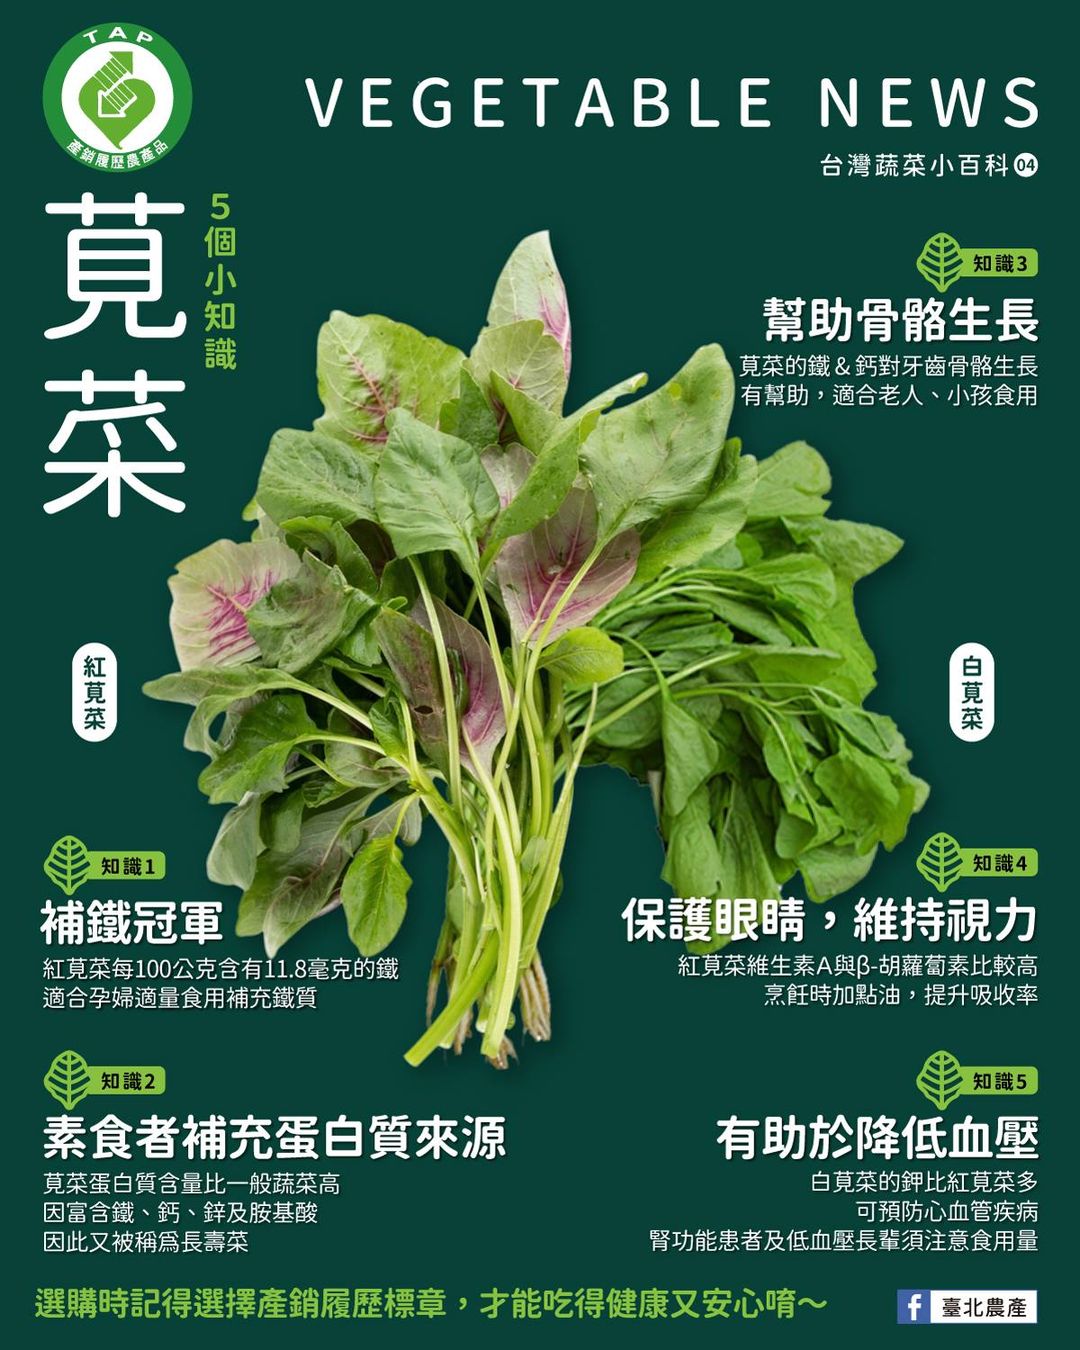 TAP
產銷履歷農產品
VEGETABLE NEWS
台灣蔬菜小百科04
莧菜
5個小知識
知識3
幫助骨骼生長
莧菜的鐵＆鈣對牙齒骨骼生長
有幫助，適合老人、小孩食用
紅莧菜
白莧菜
知識1
補鐵冠軍
紅莧菜每100公克含有11.8毫克的鐵
適合孕婦適量食用補充鐵質
知識4
保護眼睛，維持視力
紅莧菜維生素A與β-胡蘿蔔素比較高
烹飪時加點油，提升吸收率
知識2
素食者補充蛋白質來源
莧菜蛋白質含量比一般蔬菜高
因富含鐵、鈣、鋅及胺基酸
因此又被稱為長壽菜
知識5
有助於降低血壓
白莧菜的鉀比紅莧菜多
可預防心血管疾病
腎功能患者及低血壓長輩須注意食用量
選購時記得選擇產銷履歷標章，才能吃得健康又安心唷～
f 臺北農產